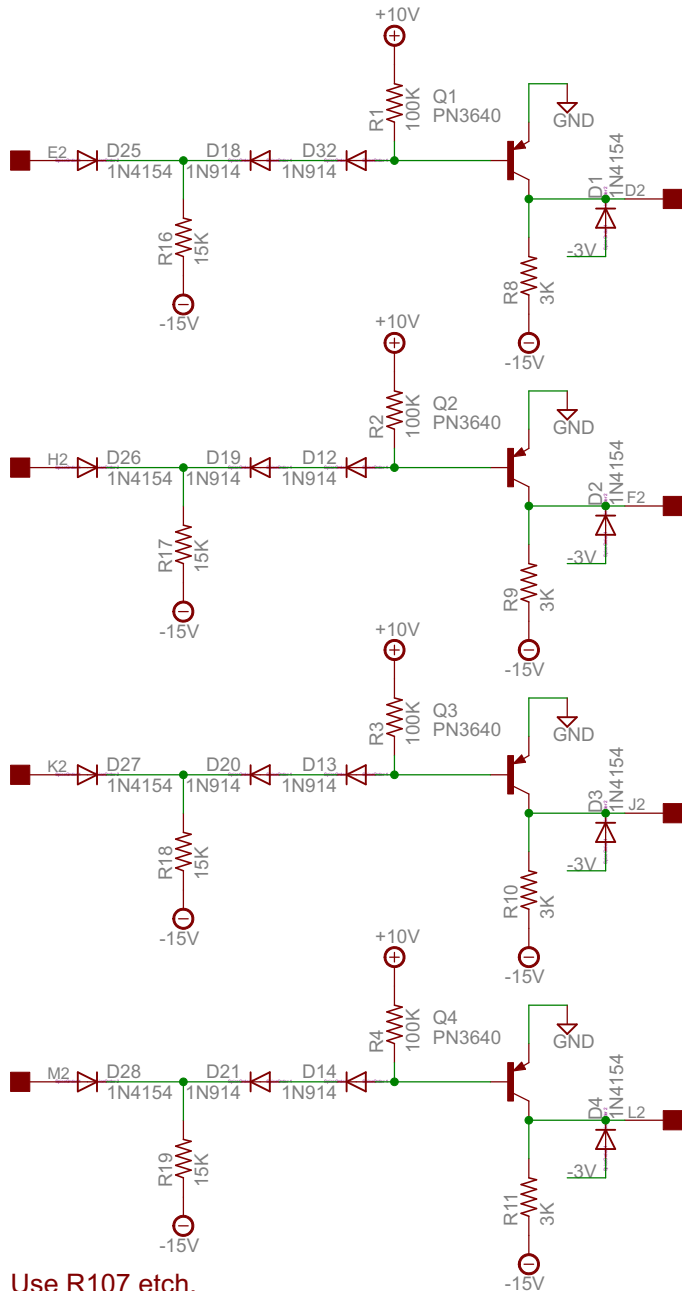 +10V
R1
100K
Q1
PN3640
GND
E2
D25
1N4154
D18
1N914
D32
1N914
R16
15K
-15V
D1
1N4154
D2
-3V
R8
3K
-15V
+10V
R2
100K
Q2
PN3640
GND
H2
D26
1N4154
D19
1N914
D12
1N914
R17
15K
-15V
D2
1N4154
F2
-3V
R9
3K
-15V
+10V
R3
100K
Q3
PN3640
GND
K2
D27
1N4154
D20
1N914
D13
1N914
R18
15K
-15V
D3
1N4154
J2
-3V
R10
3K
-15V
+10V
R4
100K
Q4
PN3640
GND
M2
D28
1N4154
D21
1N914
D14
1N914
R19
15K
-15V
D4
1N4154
L2
-3V
R11
3K
-15V
Use R107 etch.